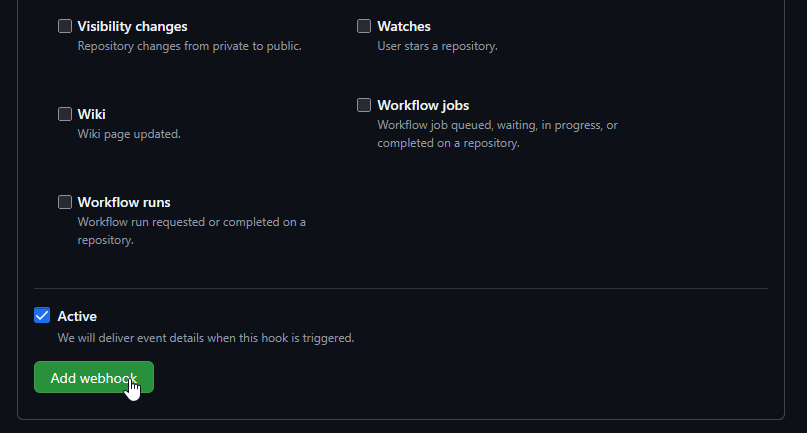 Visibility changes
Repository changes from private to public.
Watches
User stars a repository.
Wiki
Wiki page updated.
Workflow jobs
Workflow job queued, waiting, in progress, or
completed on a repository.
Workflow runs
Workflow run requested or completed on a
repository.
Active
We will deliver event details when this hook is triggered.
Add webhook